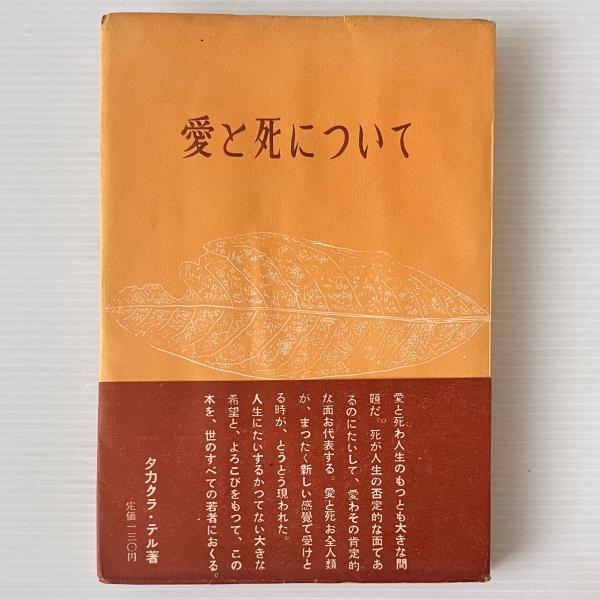 愛と死について
愛と死わ人生のもつとも大きな問
題だ。死が人生の否定的な面であ
るのにたいして、愛わその肯定的
な面お代表する。愛と死お全人類
が、まつたく新しい感覺で受けと
る時が、とうとう現われた。
人生にたいするかつてない大きな
希望と、よろこびをもつて、この
本を、世のすべての若者におくる。
タカクラ・テル著
定価一三〇円